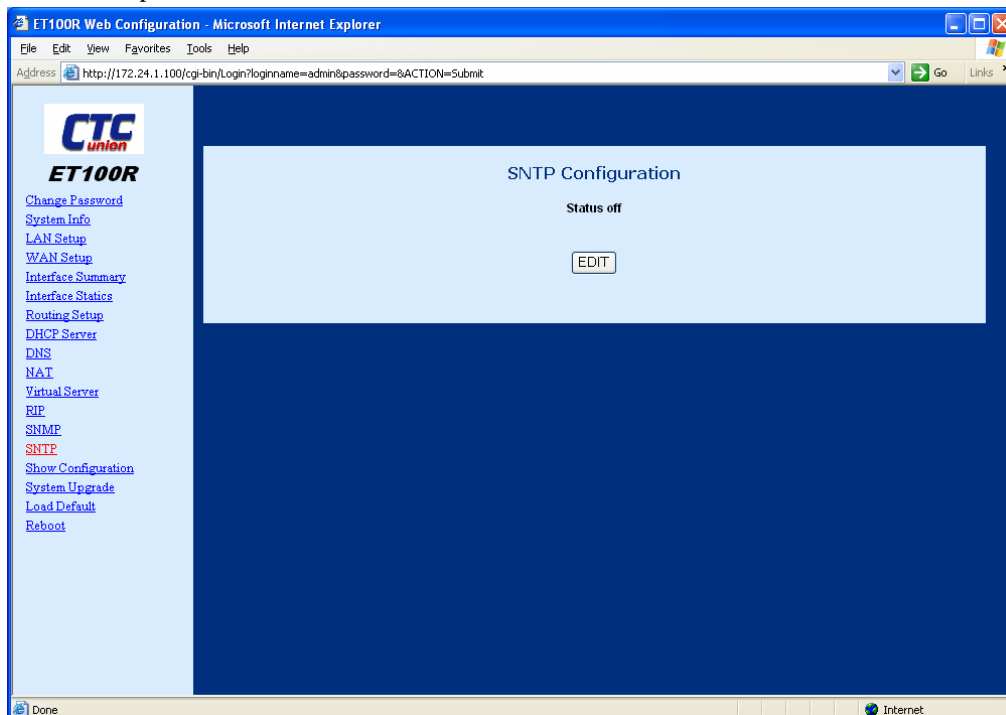 ET100R Web Configuration - Microsoft Internet Explorer
File Edit View Favorites Tools Help
Address http://172.24.1.100/cgi-bin/Login?loginname=admin&password=&ACTION=Submit Go Links
CTC
union
ET100R
Change Password
System Info
LAN Setup
WAN Setup
Interface Summary
Interface Statics
Routing Setup
DHCP Server
DNS
NAT
Virtual Server
RIP
SNMP
SNTP
Show Configuration
System Upgrade
Load Default
Reboot
SNTP Configuration
Status off
EDIT
Done Internet